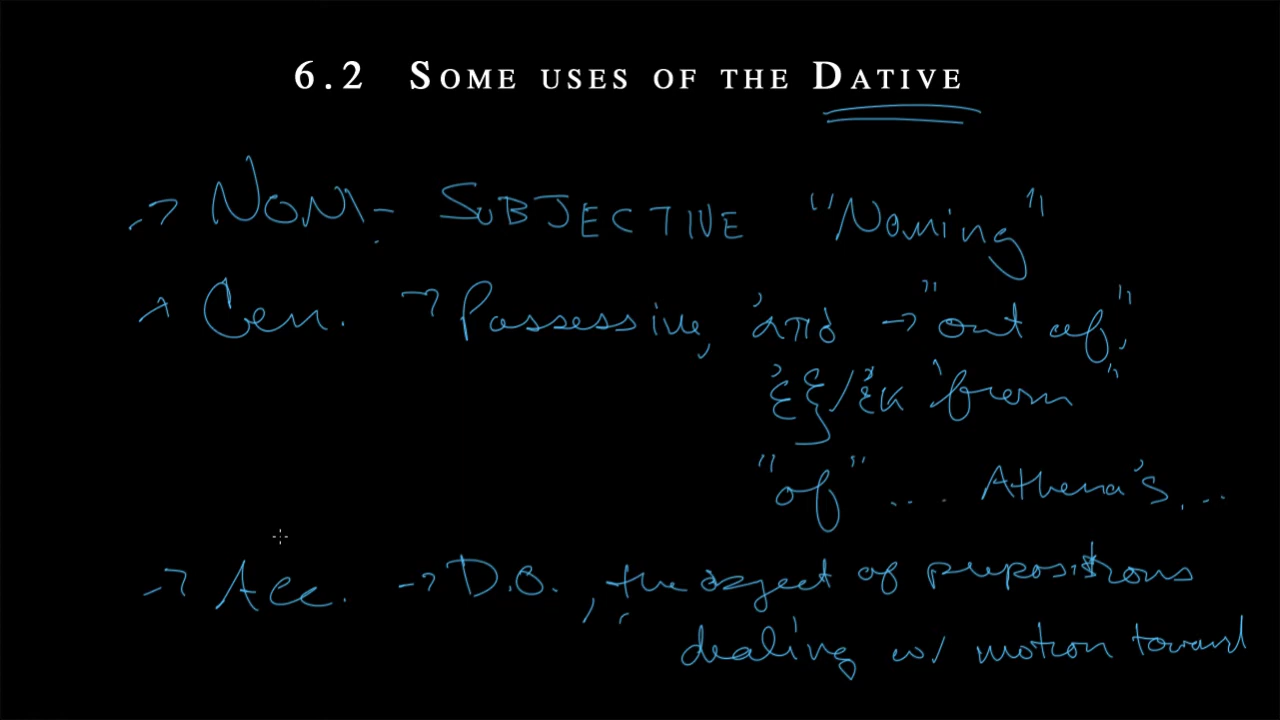 6.2 SOME USES OF THE DATIVE
→ NOM - SUBJECTIVE "Naming"
→ Gen. → Possessive, ἀπὸ → "out of,"
ἐξ/ἐκ "from"
"of" .... Athena's ...
→ Acc. → D.O., the object of prepositions
dealing w/ motion toward